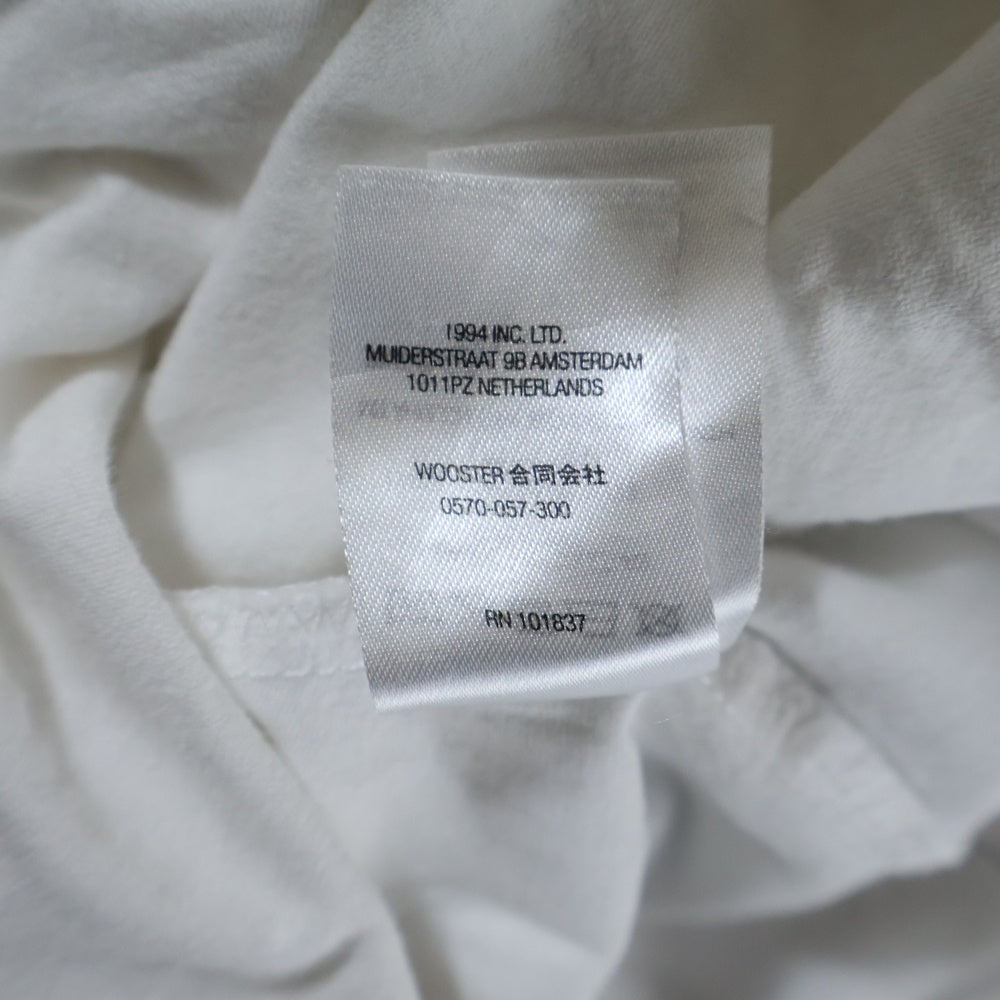 1994 INC. LTD.
MUIDERSTRAAT 9B AMSTERDAM
1011PZ NETHERLANDS
WOOSTER 合同会社
0570-057-300
RN 101837